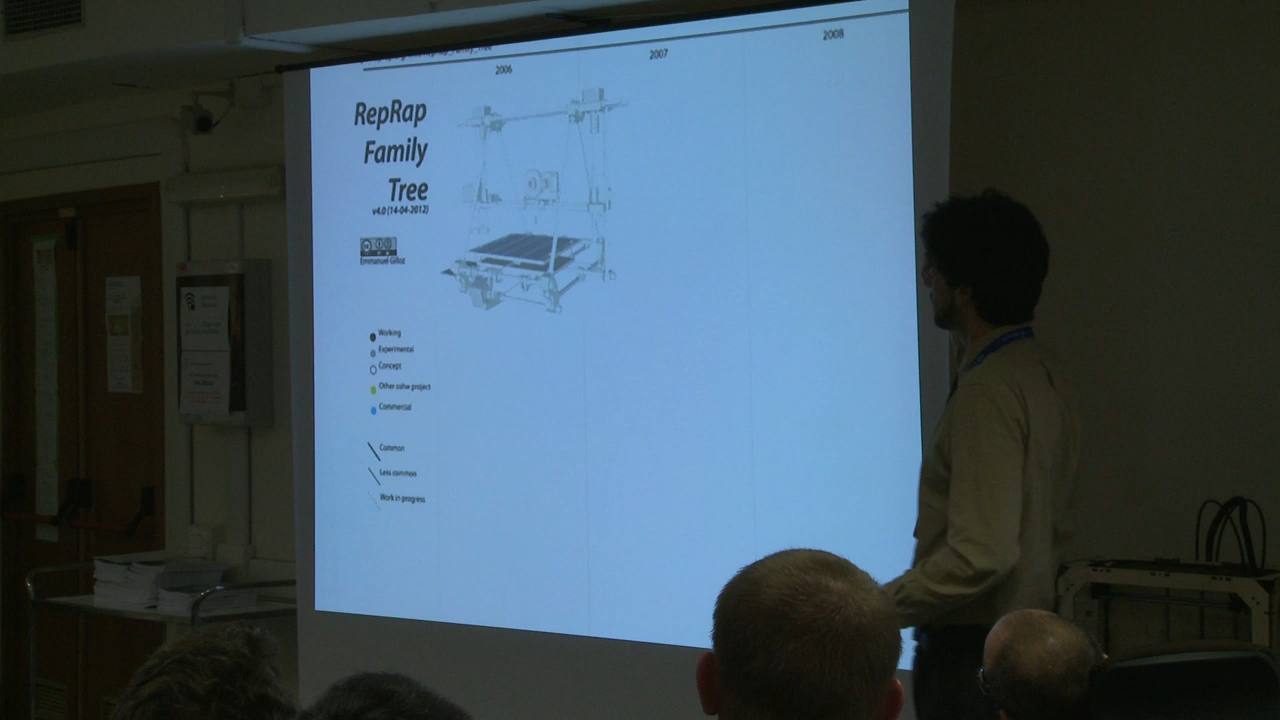 2006
2007
2008
RepRap
Family
Tree
v4.0 (14-04-2012)
Emmanuel Gilloz
Working
Experimental
Concept
Other oshw project
Commercial
Common
Less common
Work in progress